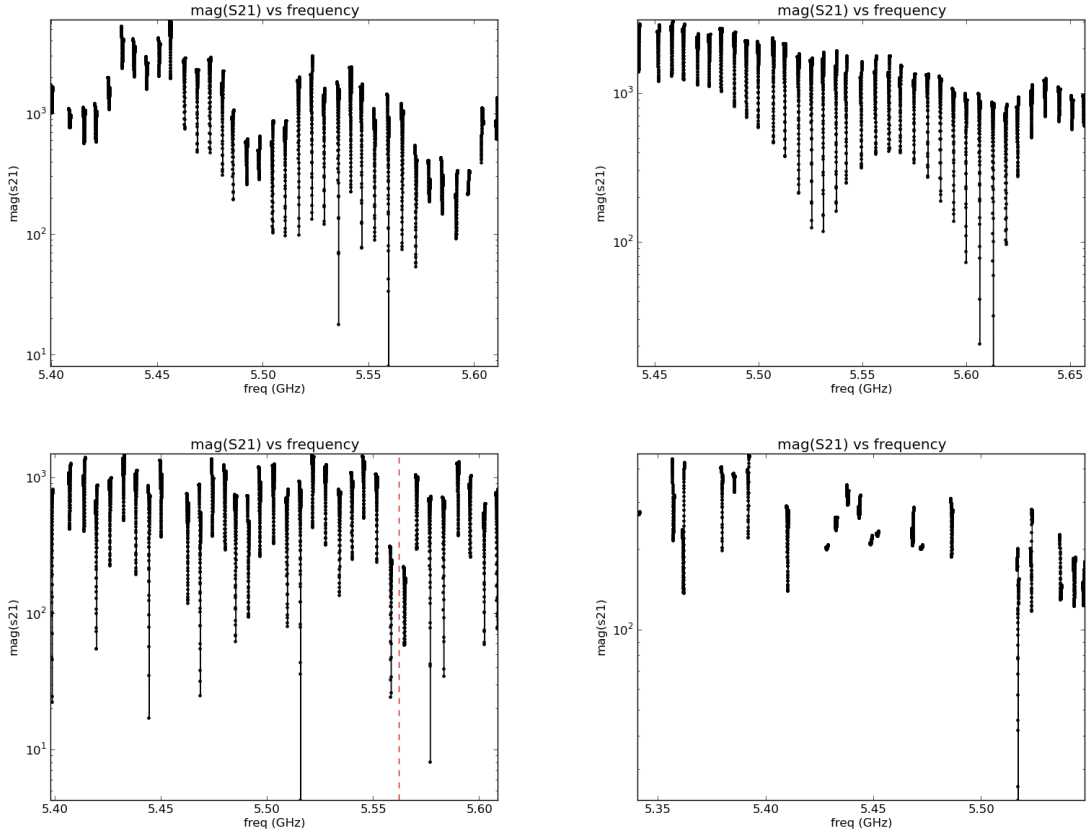 mag(S21) vs frequency
mag(s21)
10^3
10^2
10^1
5.40 5.45 5.50 5.55 5.60
freq (GHz)
mag(S21) vs frequency
mag(s21)
10^3
10^2
5.45 5.50 5.55 5.60 5.65
freq (GHz)
mag(S21) vs frequency
mag(s21)
10^3
10^2
10^1
5.40 5.45 5.50 5.55 5.60
freq (GHz)
mag(S21) vs frequency
mag(s21)
10^2
5.35 5.40 5.45 5.50
freq (GHz)